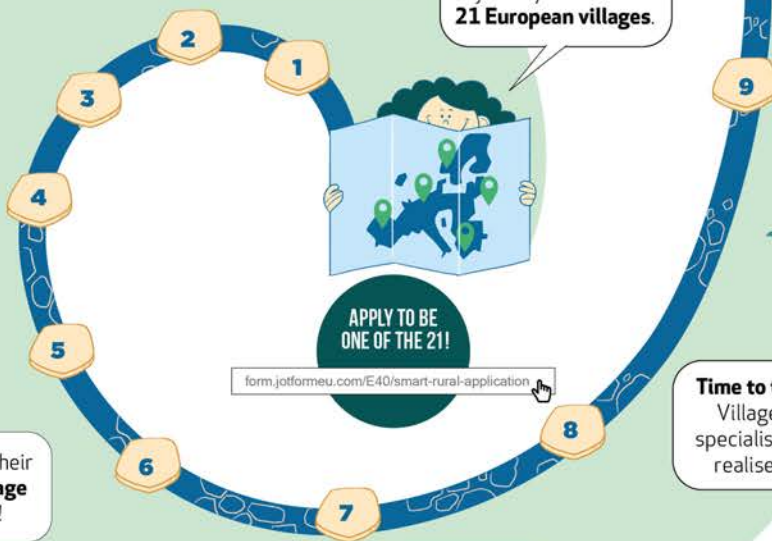 21 European villages.
2
1
3
9
4
APPLY TO BE
ONE OF THE 21!
5
form.jotformeu.com/E40/smart-rural-application
Time to
Village
specialis
realise
8
heir
6
!
7